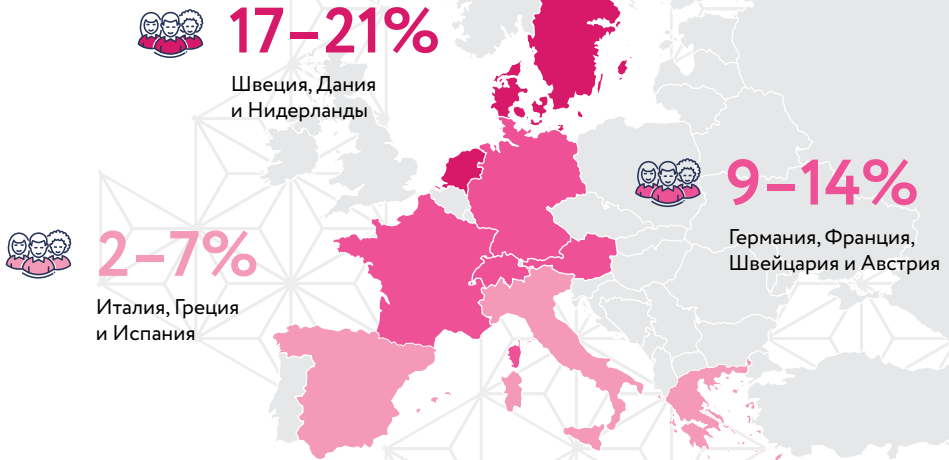 17–21%
Швеция, Дания
и Нидерланды
9–14%
Германия, Франция,
Швейцария и Австрия
2–7%
Италия, Греция
и Испания